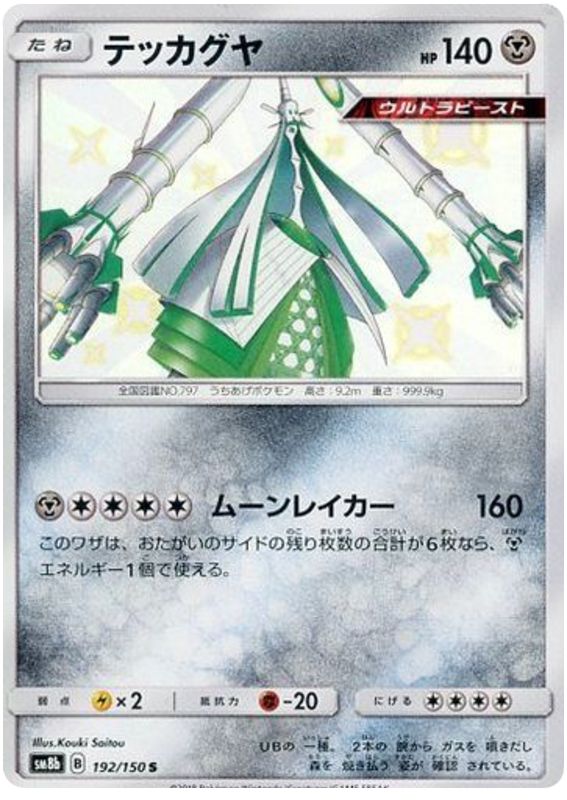 たね テッカグヤ HP 140
ウルトラビースト
全国図鑑NO.797 うちあげポケモン 高さ:9.2m 重さ:999.9kg
ムーンレイカー 160
このワザは、おたがいのサイドの残り枚数の合計が6枚なら、
エネルギー1個で使える。
弱点 ×2 抵抗力 -20 にげる
Illus.Kouki Saitou
UBの 一種。 2本の 腕から ガスを 噴きだし
SM8b B 192/150 S
森を 焼き払う 姿が 確認 されている。